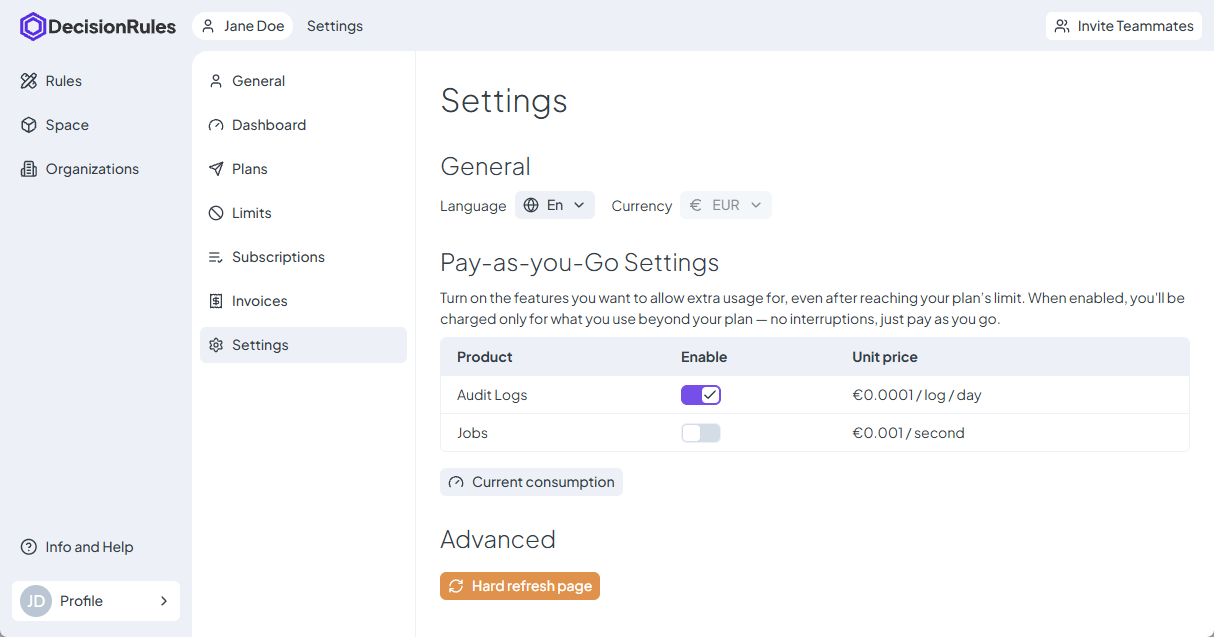 DecisionRules
Jane Doe
Settings
Invite Teammates
Rules
Space
Organizations
Info and Help
JD
Profile
General
Dashboard
Plans
Limits
Subscriptions
Invoices
Settings
Settings
General
Language En Currency € EUR
Pay-as-you-Go Settings
Turn on the features you want to allow extra usage for, even after reaching your plan’s limit. When enabled, you’ll be
charged only for what you use beyond your plan — no interruptions, just pay as you go.
Product Enable Unit price
Audit Logs €0.0001 / log / day
Jobs €0.001 / second
Current consumption
Advanced
Hard refresh page